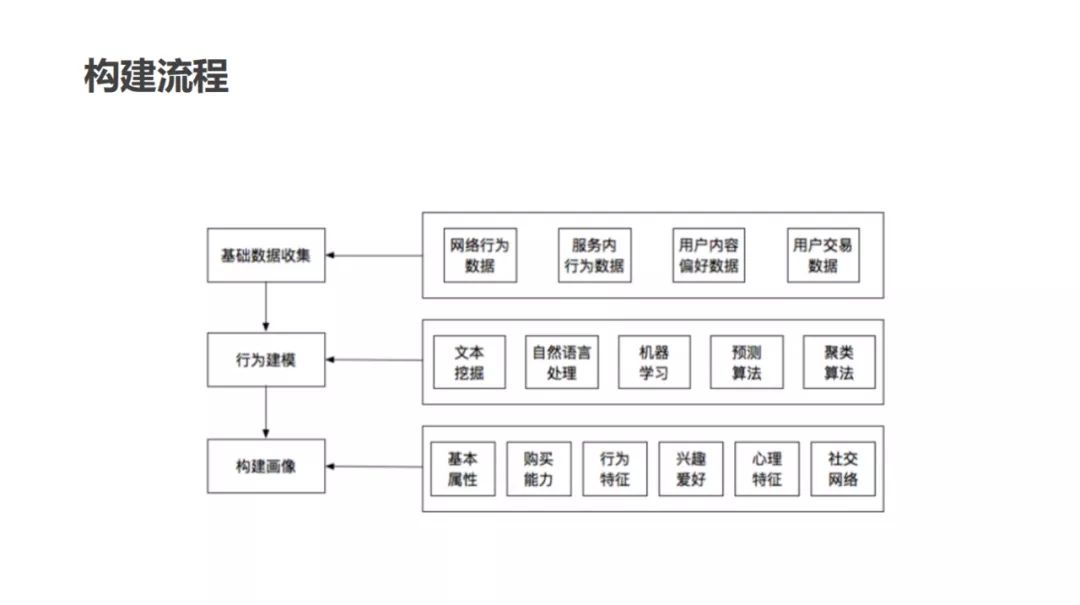 构建流程
基础数据收集
网络行为
数据
服务内
行为数据
用户内容
偏好数据
用户交易
数据
行为建模
文本
挖掘
自然语言
处理
机器
学习
预测
算法
聚类
算法
构建画像
基本
属性
购买
能力
行为
特征
兴趣
爱好
心理
特征
社交
网络